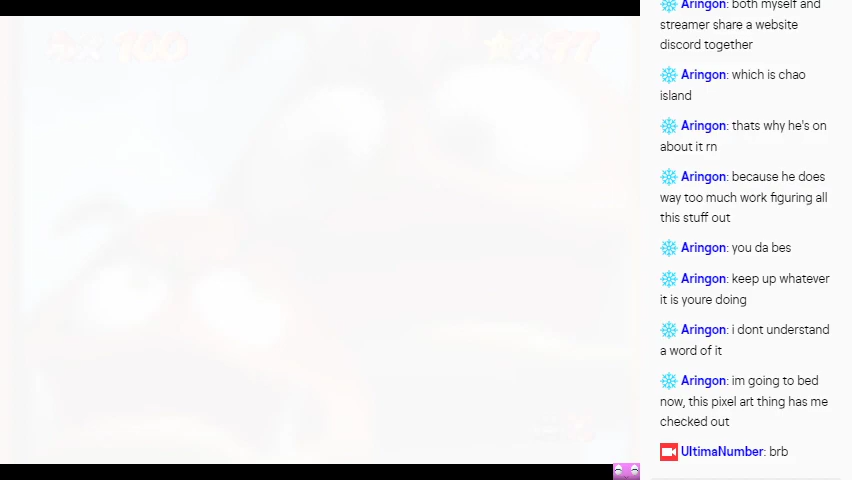 x 100
x 37
Aringon: both myself and
streamer share a website
discord together
Aringon: which is chao
island
Aringon: thats why he's on
about it rn
Aringon: because he does
way too much work figuring all
this stuff out
Aringon: you da bes
Aringon: keep up whatever
it is youre doing
Aringon: i dont understand
a word of it
Aringon: im going to bed
now, this pixel art thing has me
checked out
UltimaNumber: brb